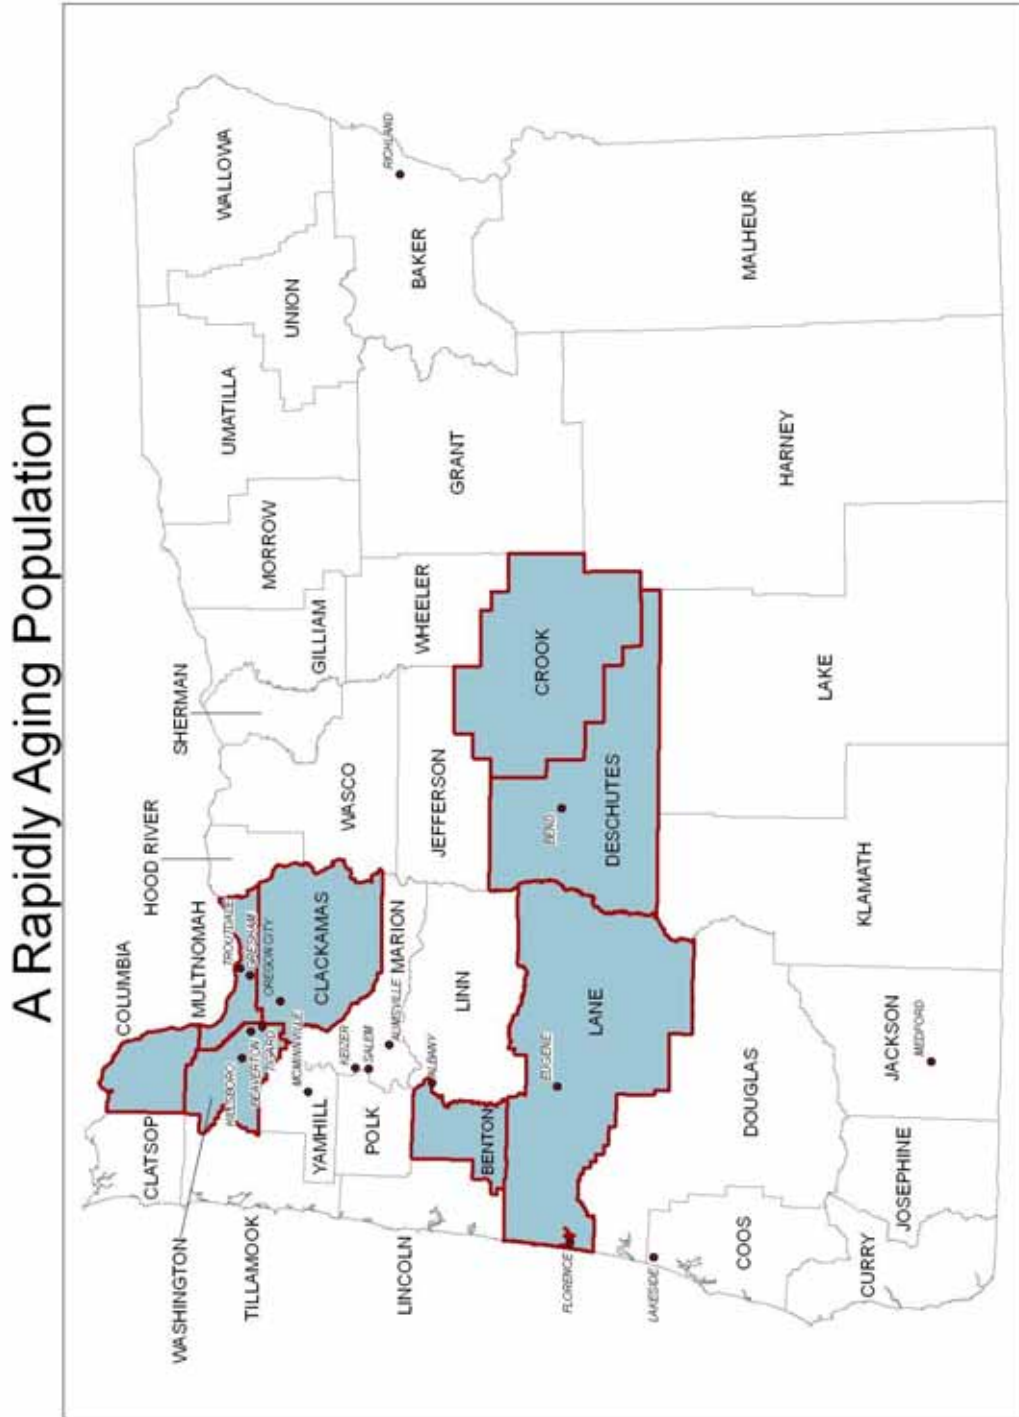 A Rapidly Aging Population
COLUMBIA
HOOD RIVER
SHERMAN
MULTNOMAH
CLATSOP
WASHINGTON
TILLAMOOK
HILLSBORO
BEAVERTON
TIGARD
TROUTDALE
GRESHAM
OREGON CITY
CLACKAMAS
WASCO
GILLIAM
MORROW
UMATILLA
UNION
WALLOWA
YAMHILL
MCMINNVILLE
POLK
KEIZER
SALEM
AUMSVILLE
MARION
LINCOLN
ALBANY
LINN
BENTON
JEFFERSON
WHEELER
GRANT
BAKER
RICHLAND
CROOK
DESCHUTES
BEND
LANE
EUGENE
FLORENCE
LAKESIDE
COOS
DOUGLAS
KLAMATH
LAKE
HARNEY
MALHEUR
CURRY
JOSEPHINE
JACKSON
MEDFORD